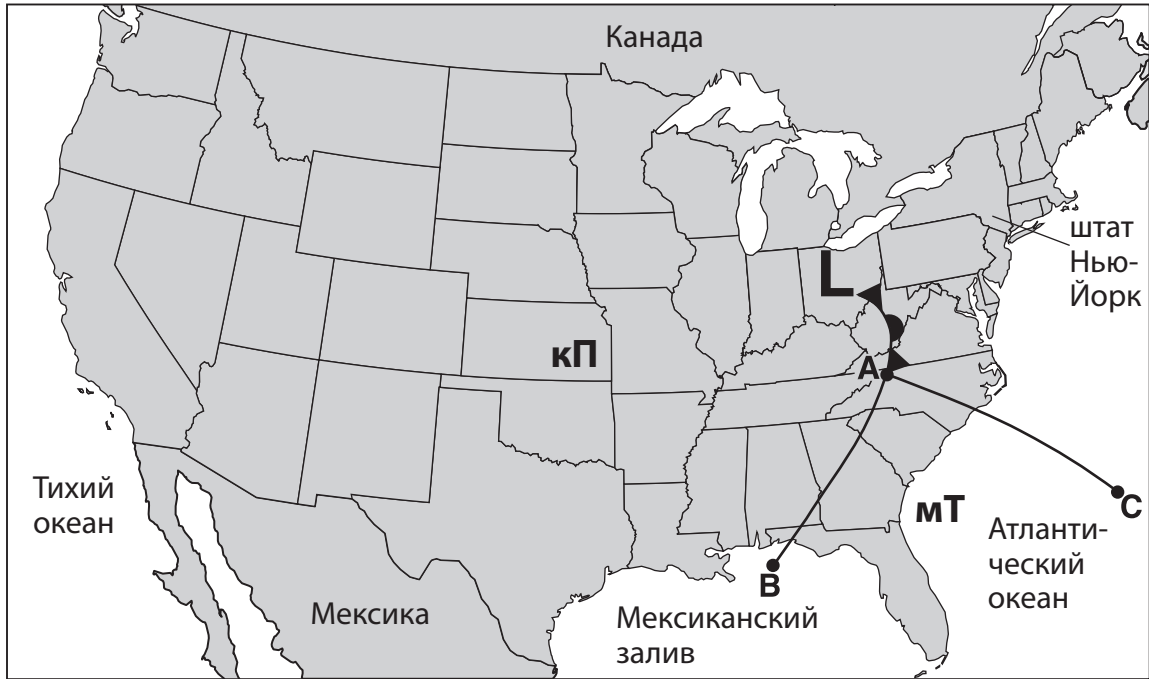 Канада
штат
Нью-
Йорк
L
кП
A
Тихий
океан
мТ
C
Атланти-
ческий
океан
B
Мексика
Мексиканский
залив